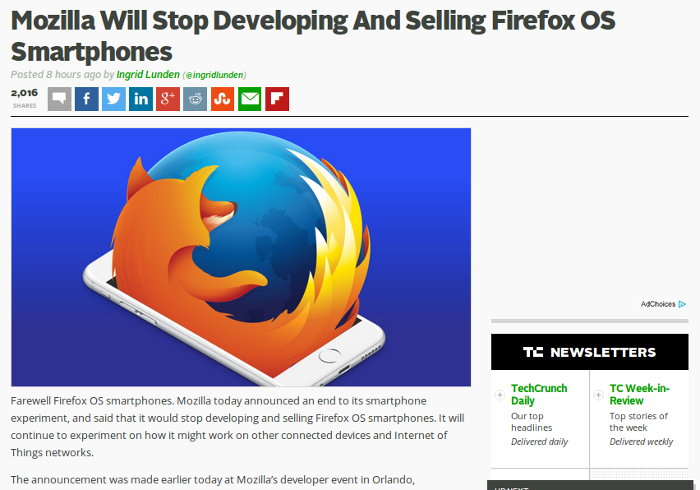 Mozilla Will Stop Developing And Selling Firefox OS
Smartphones
Posted 8 hours ago by Ingrid Lunden (@ingridlunden)
2,016
SHARES
AdChoices
TC NEWSLETTERS
TechCrunch
Daily
Our top
headlines
Delivered daily
TC Week-in-
Review
Top stories of
the week
Delivered weekly
Farewell Firefox OS smartphones. Mozilla today announced an end to its smartphone
experiment, and said that it would stop developing and selling Firefox OS smartphones. It will
continue to experiment on how it might work on other connected devices and Internet of
Things networks.
The announcement was made earlier today at Mozilla's developer event in Orlando,